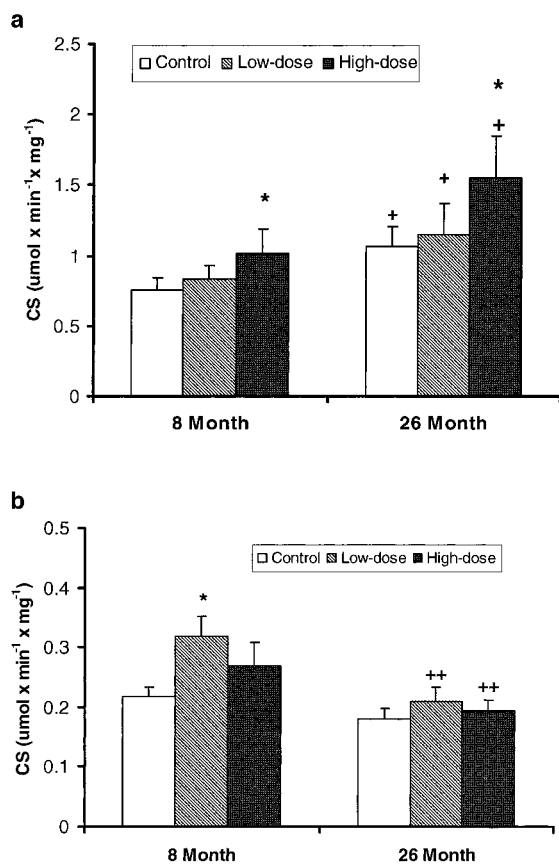 a
2.5
Control Low-dose High-dose
*
2
+
+
1.5
+
*
1
0.5
0
CS (umol x min⁻¹x mg⁻¹)
8 Month 26 Month
b
0.5
Control Low-dose High-dose
0.4
*
0.3
++ ++
0.2
0.1
0
CS (umol x min⁻¹ x mg⁻¹)
8 Month 26 Month